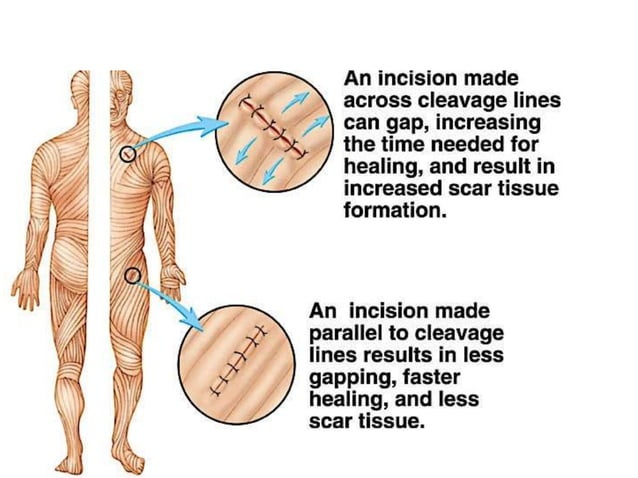 An incision made
across cleavage lines
can gap, increasing
the time needed for
healing, and result in
increased scar tissue
formation.
An incision made
parallel to cleavage
lines results in less
gapping, faster
healing, and less
scar tissue.